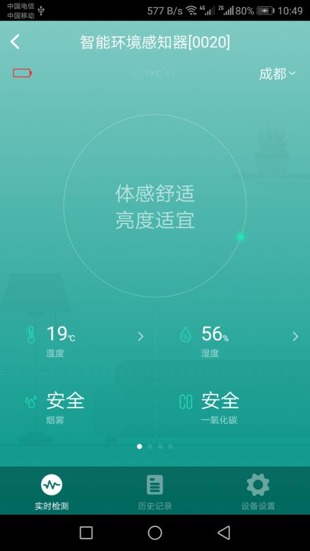 中国电信
中国移动
577 B/s 4G 2G 80% 10:49
智能环境感知器[0020]
成都
体感舒适
亮度适宜
19℃
温度
56%
湿度
安全
烟雾
CO 安全
一氧化碳
实时检测 历史记录 设备设置